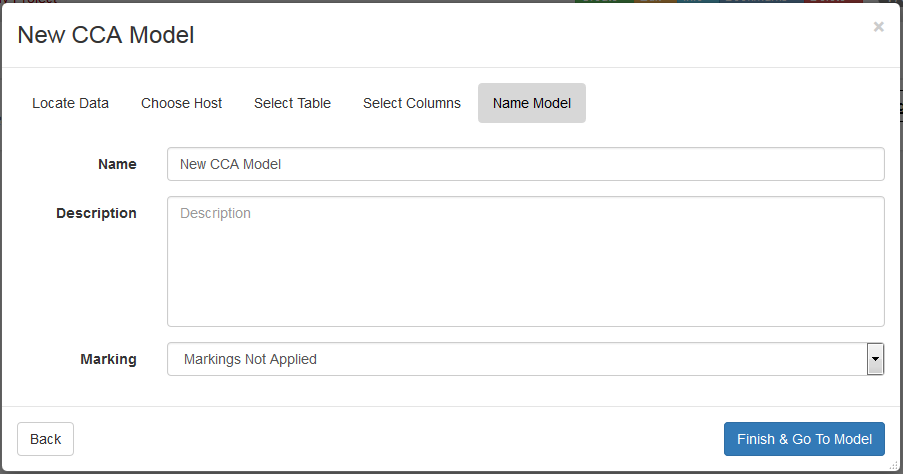 New CCA Model
×
Locate Data Choose Host Select Table Select Columns Name Model
Name New CCA Model
Description Description
Marking Markings Not Applied
Back Finish & Go To Model